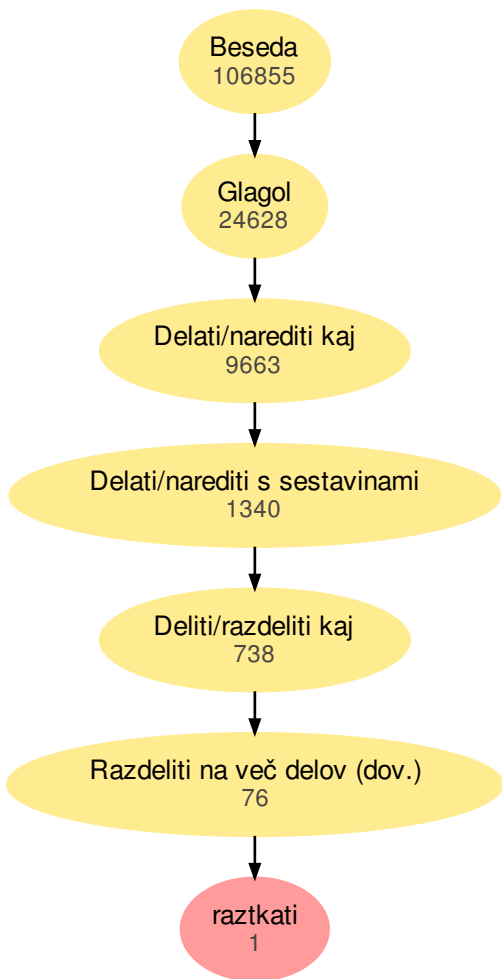 Beseda
106855
Glagol
24628
Delati/narediti kaj
9663
Delati/narediti s sestavinami
1340
Deliti/razdeliti kaj
738
Razdeliti na več delov (dov.)
76
raztkati
1